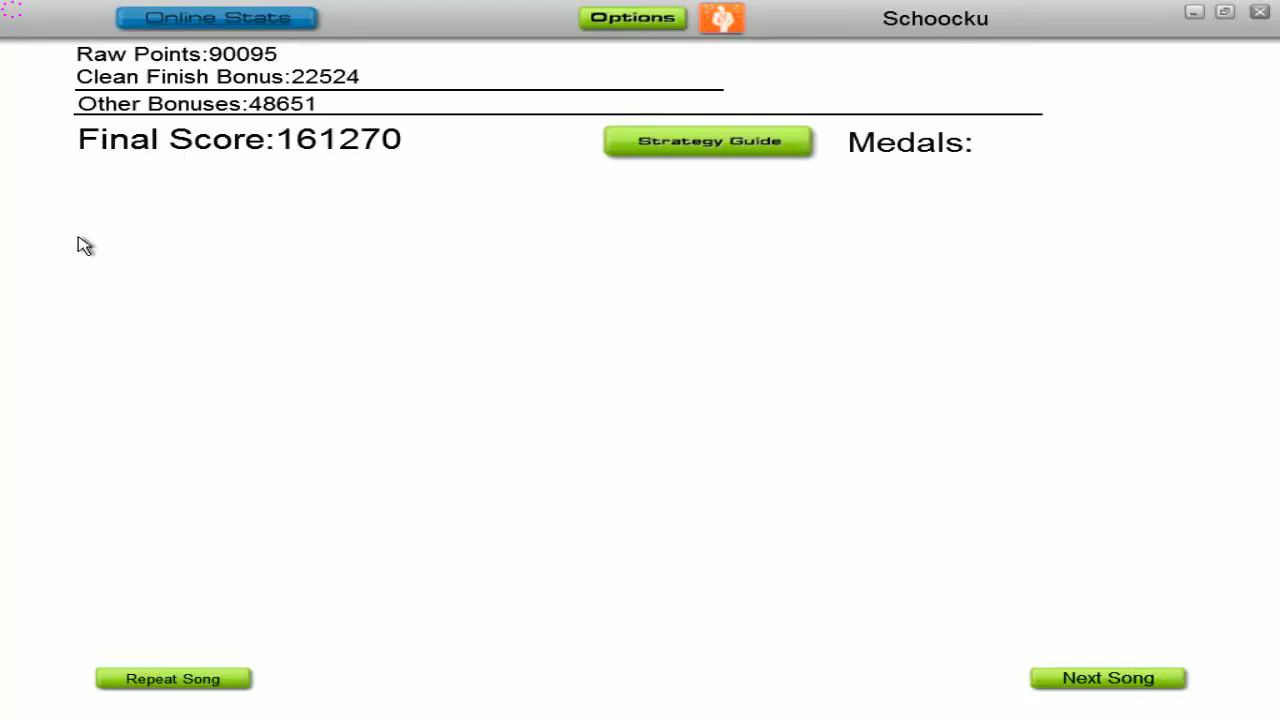 Online Stats
Options
Schoocku
Raw Points:90095
Clean Finish Bonus:22524
Other Bonuses:48651
Final Score:161270
Strategy Guide
Medals:
Repeat Song
Next Song